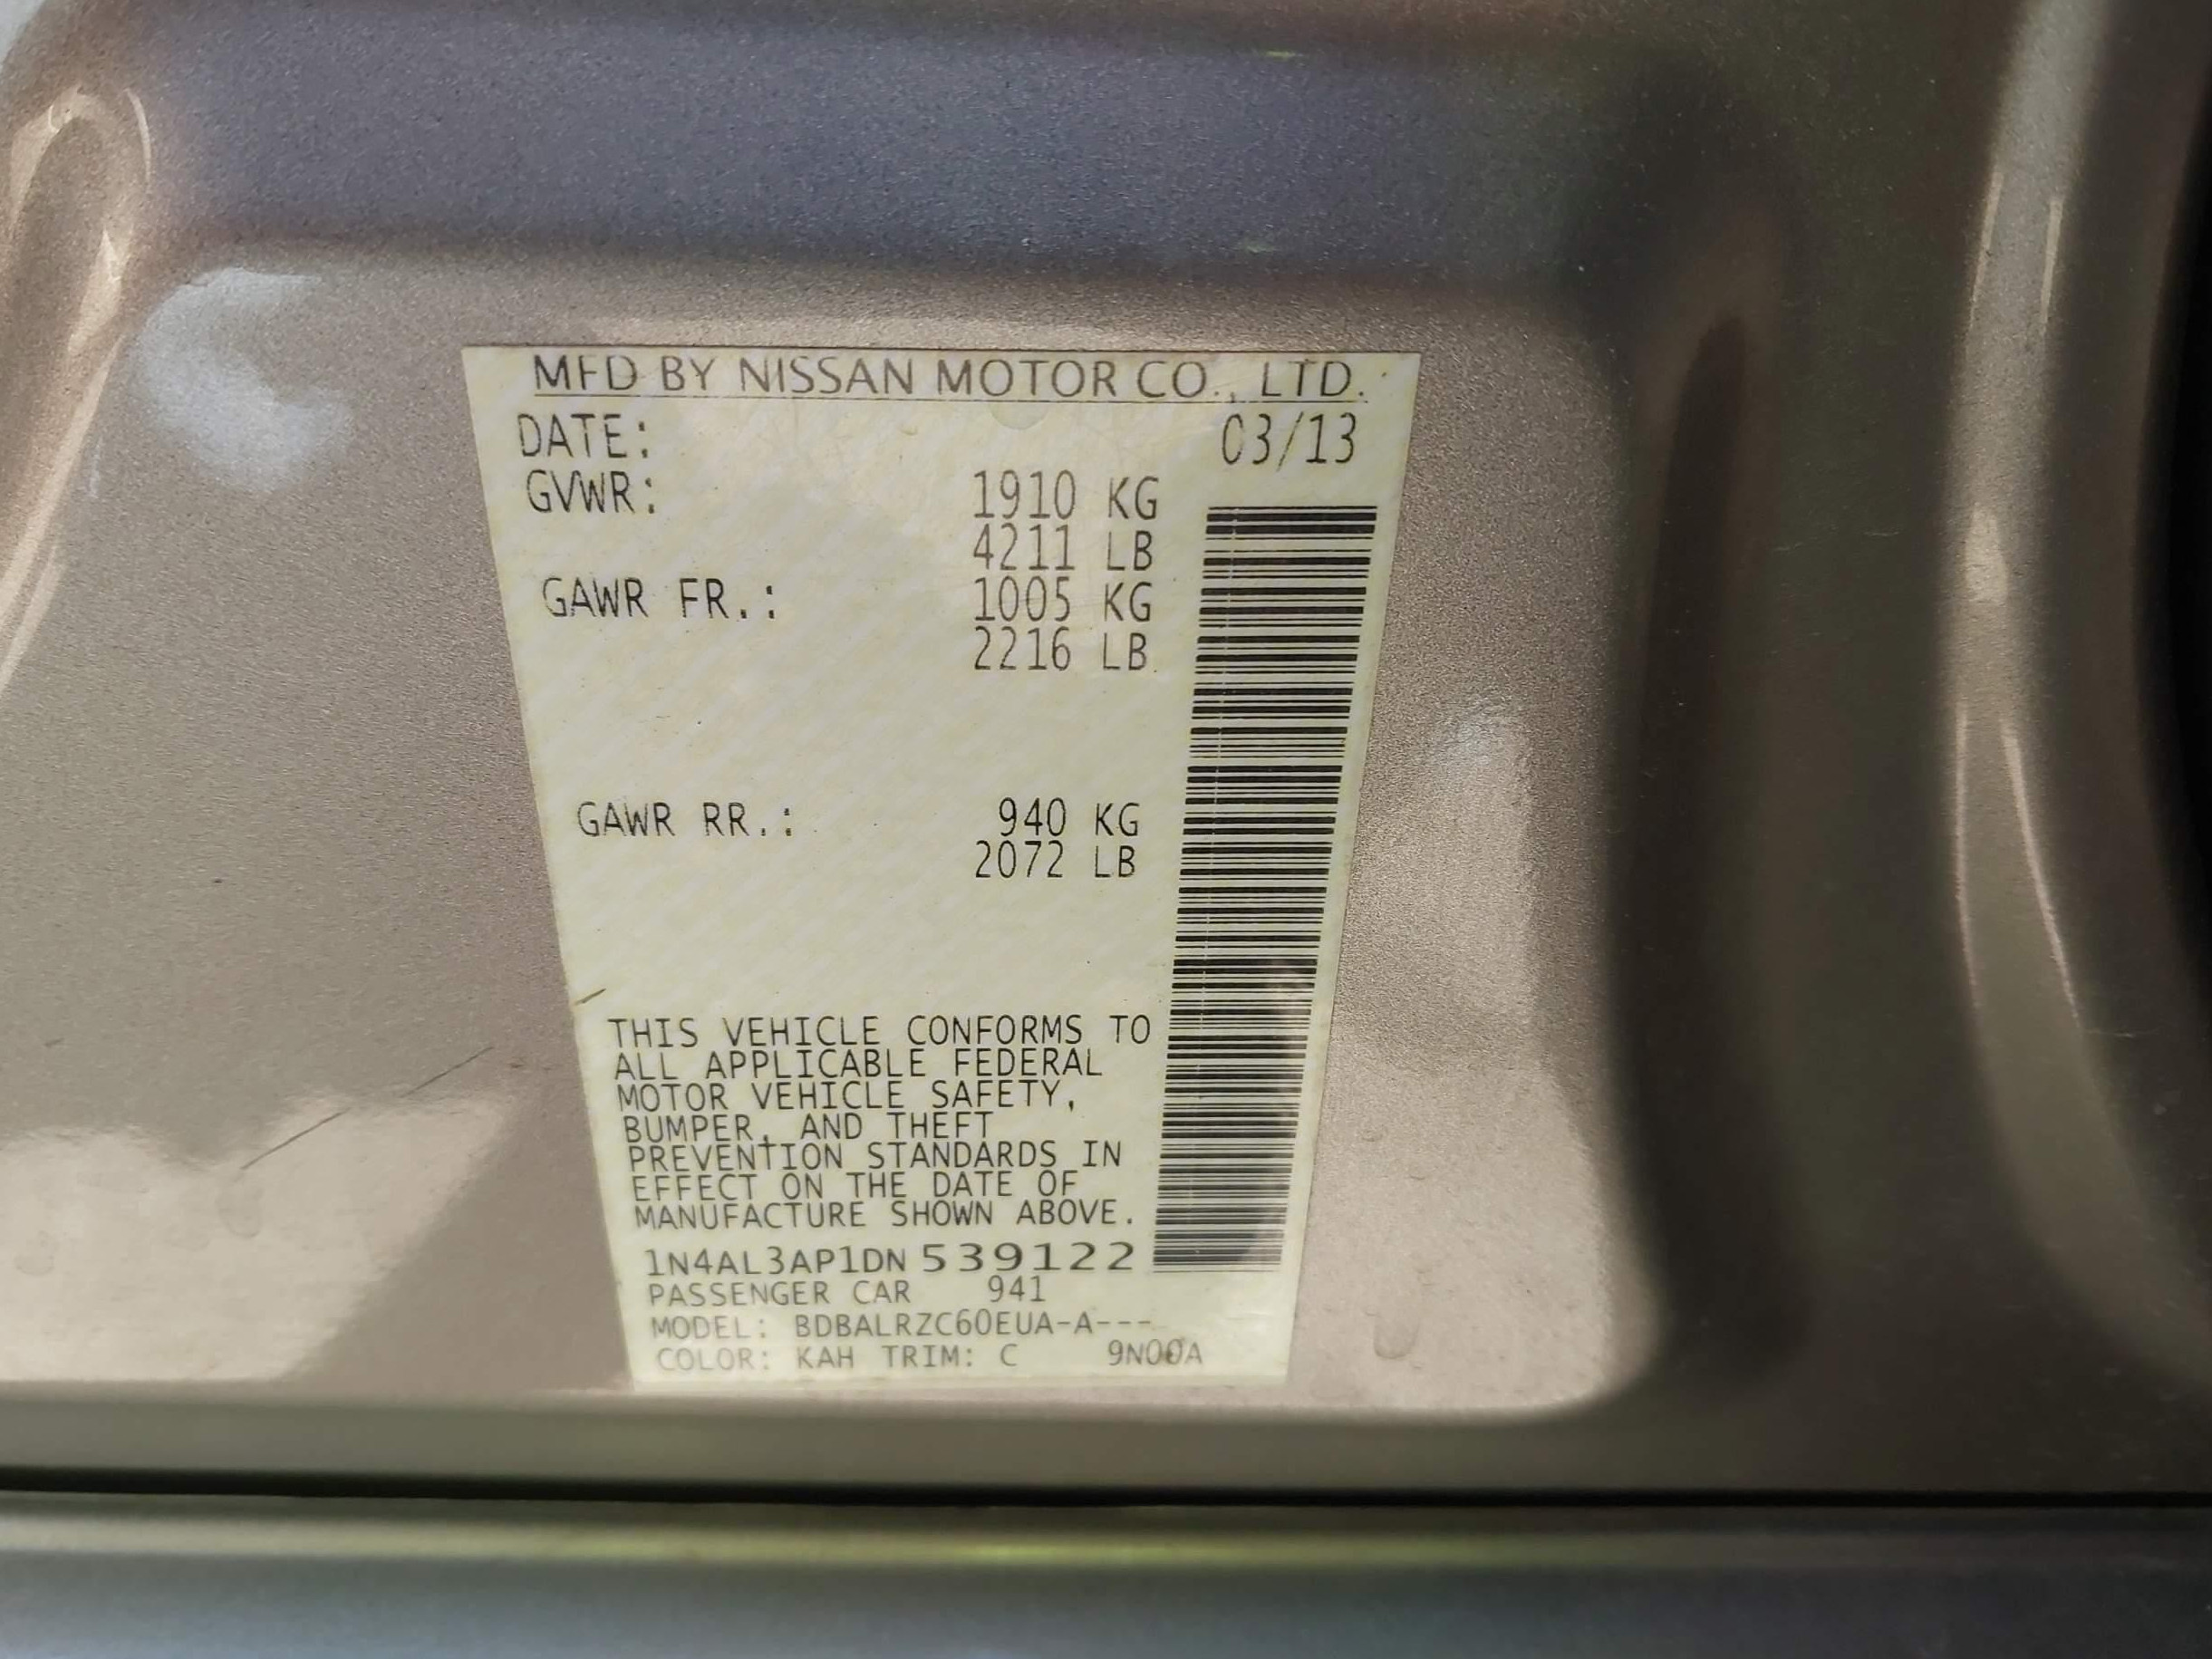 MFD BY NISSAN MOTOR CO., LTD.
DATE: 03/13
GVWR: 1910 KG
4211 LB
GAWR FR.: 1005 KG
2216 LB
GAWR RR.: 940 KG
2072 LB
THIS VEHICLE CONFORMS TO
ALL APPLICABLE FEDERAL
MOTOR VEHICLE SAFETY,
BUMPER, AND THEFT
PREVENTION STANDARDS IN
EFFECT ON THE DATE OF
MANUFACTURE SHOWN ABOVE.
1N4AL3AP1DN539122
PASSENGER CAR 941
MODEL: BDBALRZC60EUA-A---
COLOR: KAH TRIM: C 9N00A